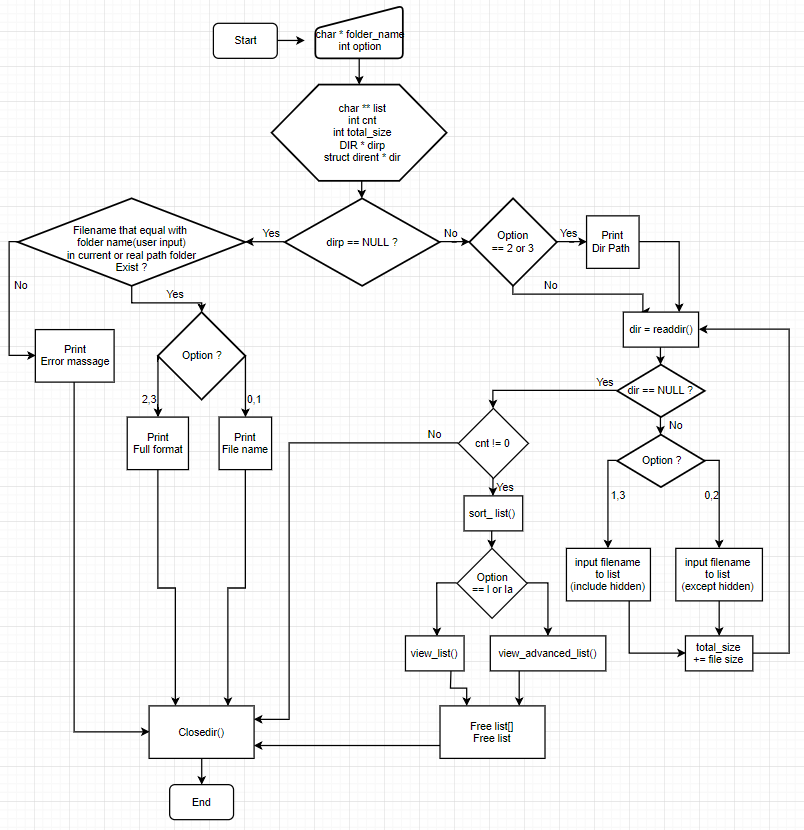 Start
char * folder_name
int option
char ** list
int cnt
int total_size
DIR * dirp
struct dirent * dir
Filename that equal with
folder name(user input)
in current or real path folder
Exist ?
Yes
dirp == NULL ?
No
Option
== 2 or 3
Yes
Print
Dir Path
No
Yes
No
dir = readdir()
Print
Error massage
Option ?
Yes
dir == NULL ?
2,3
0,1
No
Print
Full format
Print
File name
No
cnt != 0
Option ?
Yes
1,3
0,2
sort_ list()
input filename
to list
(include hidden)
input filename
to list
(except hidden)
Option
== l or la
view_list()
view_advanced_list()
total_size
+= file size
Closedir()
Free list[]
Free list
End